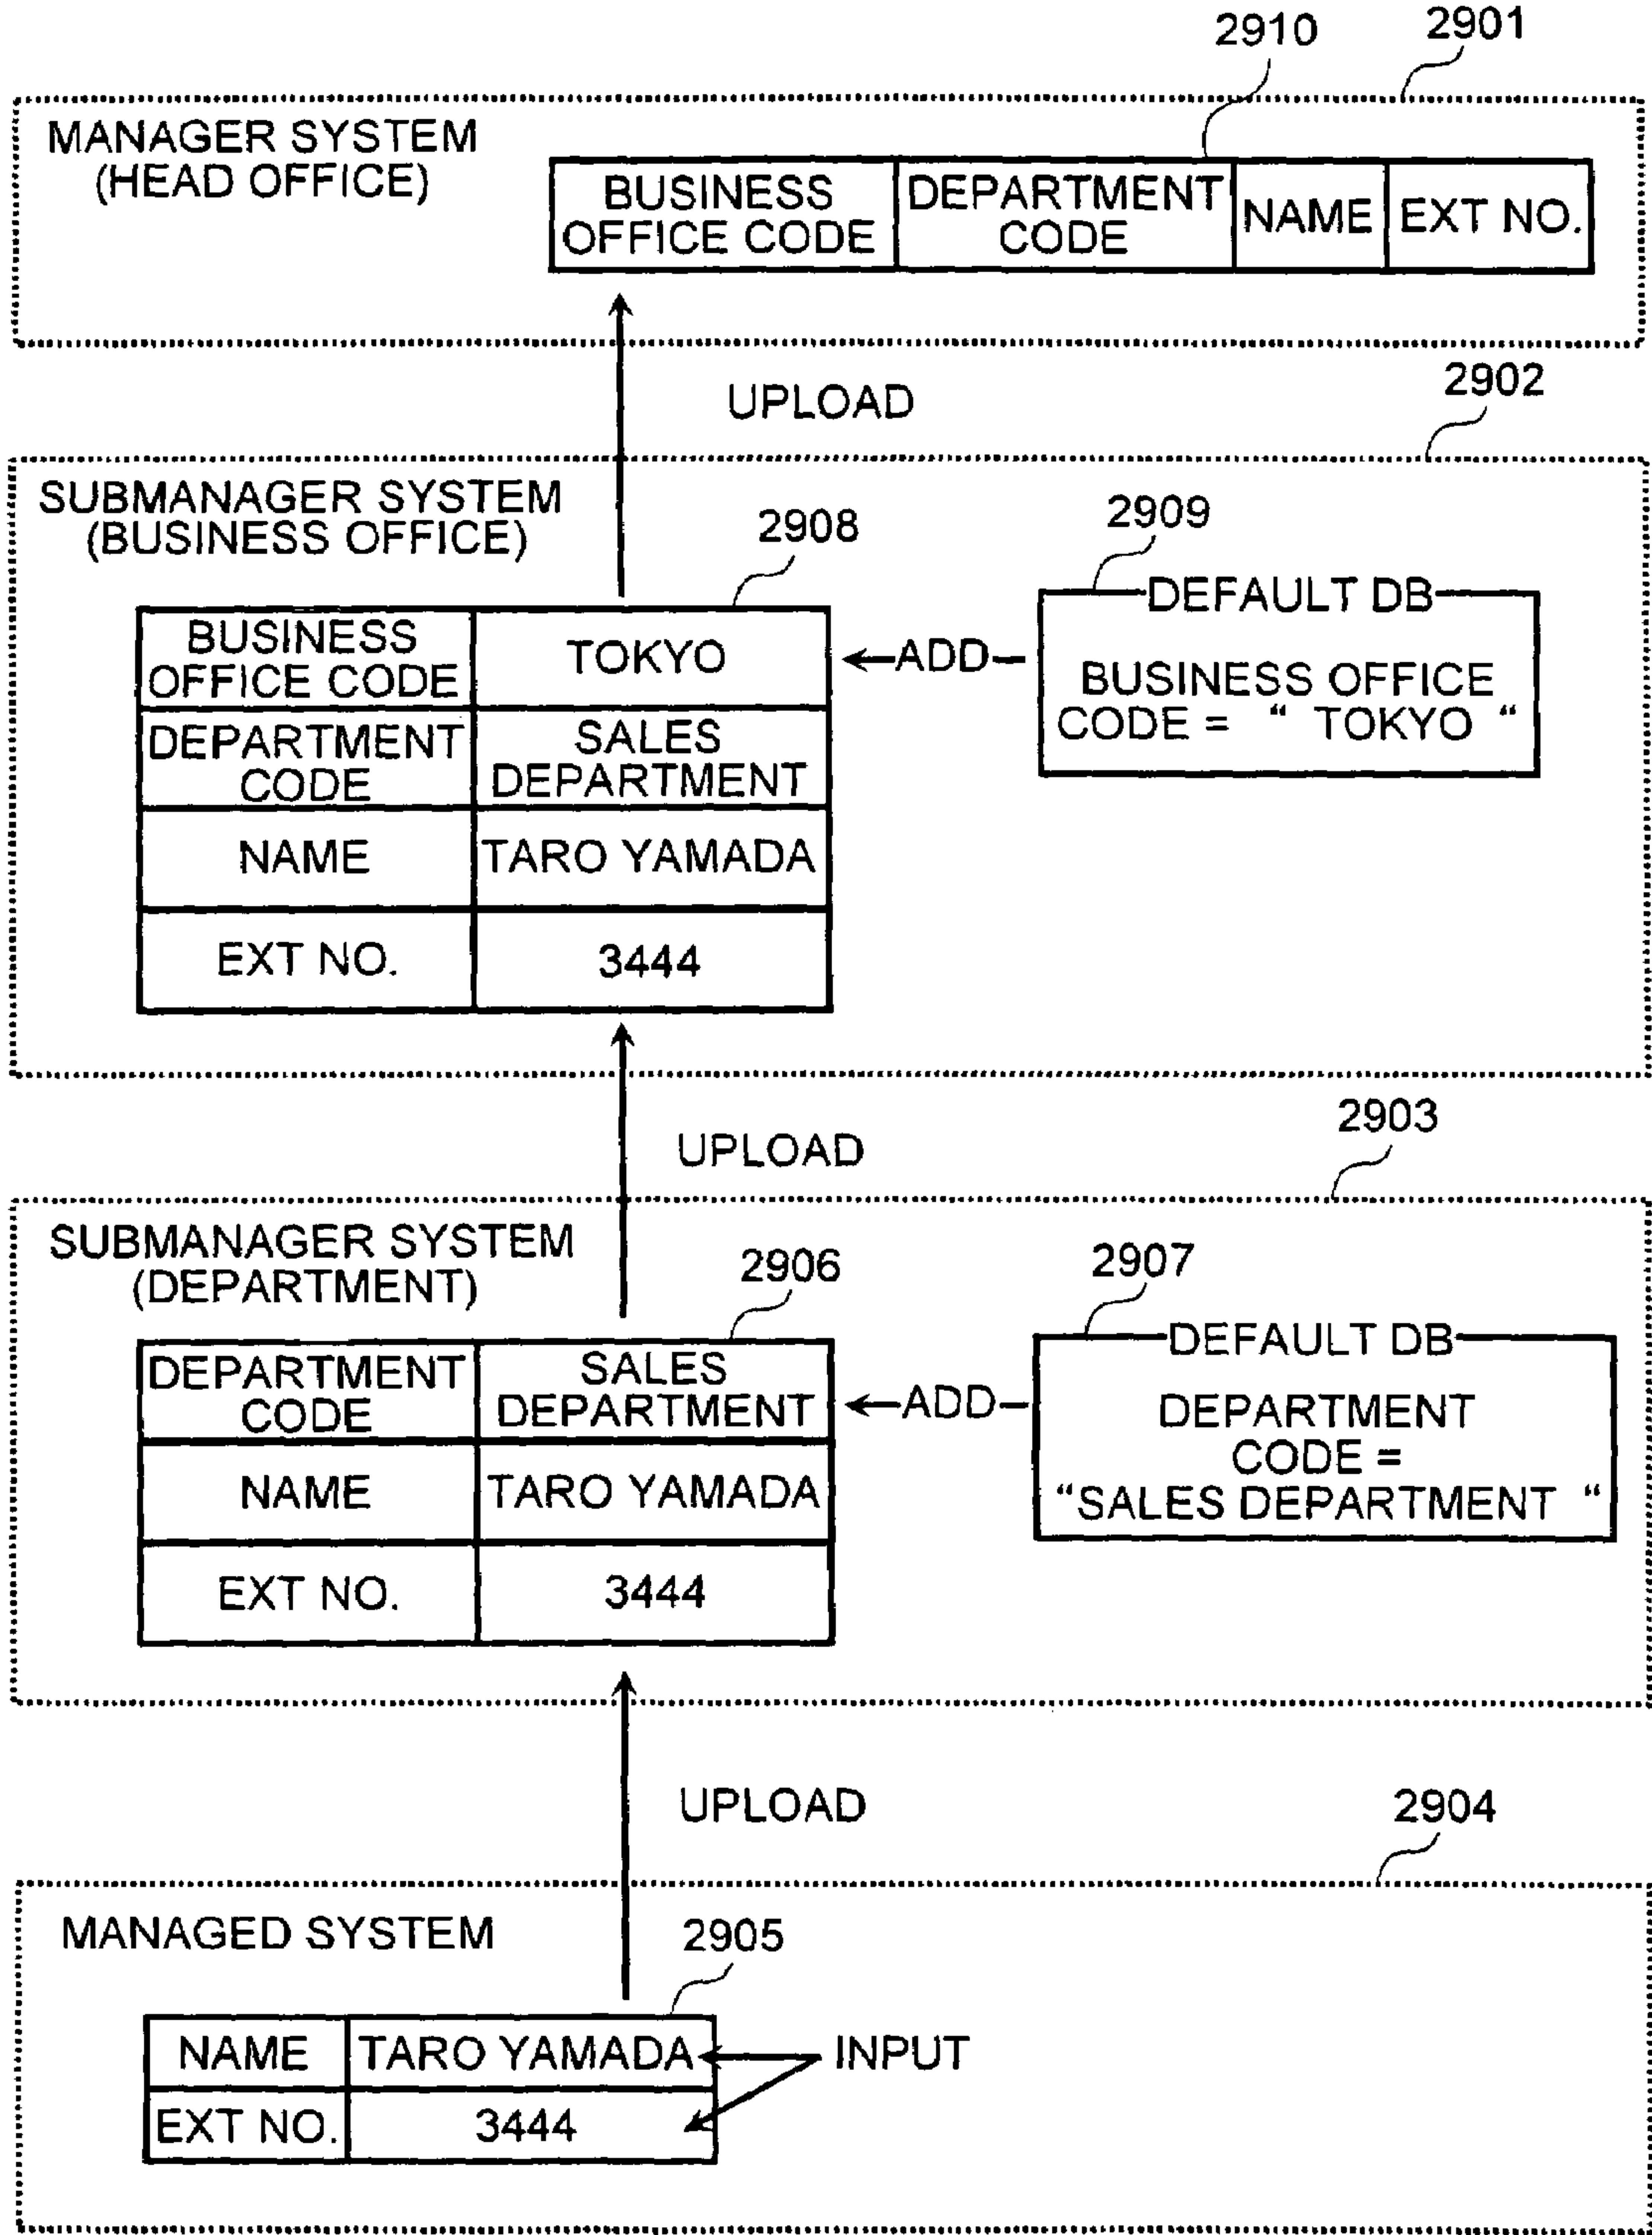 2910
2901
MANAGER SYSTEM
(HEAD OFFICE)
BUSINESS
OFFICE CODE
DEPARTMENT
CODE
NAME
EXT NO.
UPLOAD
2902
SUBMANAGER SYSTEM
(BUSINESS OFFICE)
2908
2909
BUSINESS
OFFICE CODE
TOKYO
ADD
DEFAULT DB
BUSINESS OFFICE
CODE = " TOKYO "
DEPARTMENT
CODE
SALES
DEPARTMENT
NAME
TARO YAMADA
EXT NO.
3444
UPLOAD
2903
SUBMANAGER SYSTEM
(DEPARTMENT)
2906
2907
DEPARTMENT
CODE
SALES
DEPARTMENT
ADD
DEFAULT DB
DEPARTMENT
CODE =
"SALES DEPARTMENT "
NAME
TARO YAMADA
EXT NO.
3444
UPLOAD
2904
MANAGED SYSTEM
2905
NAME
TARO YAMADA
INPUT
EXT NO.
3444